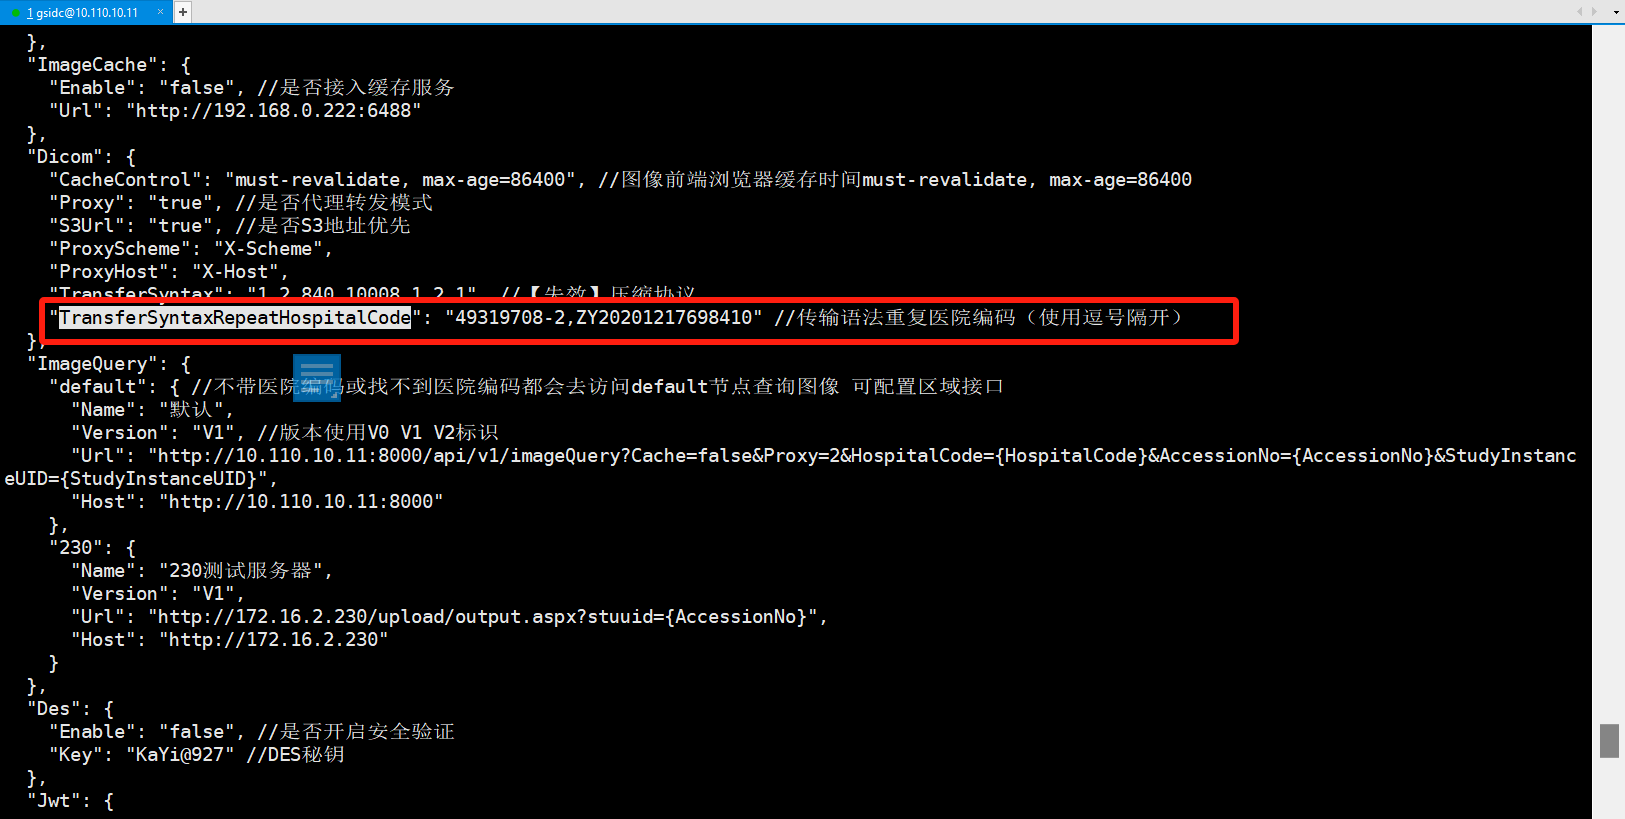 1 gsidc@10.110.10.11 × +
},
"ImageCache": {
"Enable": "false", //是否接入缓存服务
"Url": "http://192.168.0.222:6488"
},
"Dicom": {
"CacheControl": "must-revalidate, max-age=86400", //图像前端浏览器缓存时间must-revalidate, max-age=86400
"Proxy": "true", //是否代理转发模式
"S3Url": "true", //是否S3地址优先
"ProxyScheme": "X-Scheme",
"ProxyHost": "X-Host",
"TransferSyntax": "1.2.840.10008.1.2.1", //【失效】压缩协议
"TransferSyntaxRepeatHospitalCode": "49319708-2,ZY20201217698410" //传输语法重复医院编码（使用逗号隔开）
},
"ImageQuery": {
"default": { //不带医院编码或找不到医院编码都会去访问default节点查询图像 可配置区域接口
"Name": "默认",
"Version": "V1", //版本使用V0 V1 V2标识
"Url": "http://10.110.10.11:8000/api/v1/imageQuery?Cache=false&Proxy=2&HospitalCode={HospitalCode}&AccessionNo={AccessionNo}&StudyInstanc
eUID={StudyInstanceUID}",
"Host": "http://10.110.10.11:8000"
},
"230": {
"Name": "230测试服务器",
"Version": "V1",
"Url": "http://172.16.2.230/upload/output.aspx?stuuid={AccessionNo}",
"Host": "http://172.16.2.230"
}
},
"Des": {
"Enable": "false", //是否开启安全验证
"Key": "KaYi@927" //DES秘钥
},
"Jwt": {